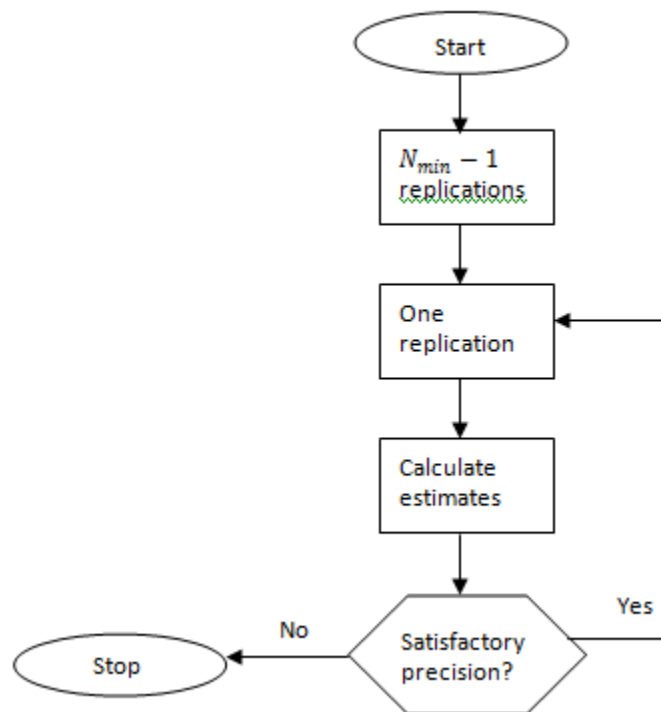 Start
N_min − 1
replications
One
replication
Calculate
estimates
Satisfactory
precision?
Yes
No
Stop